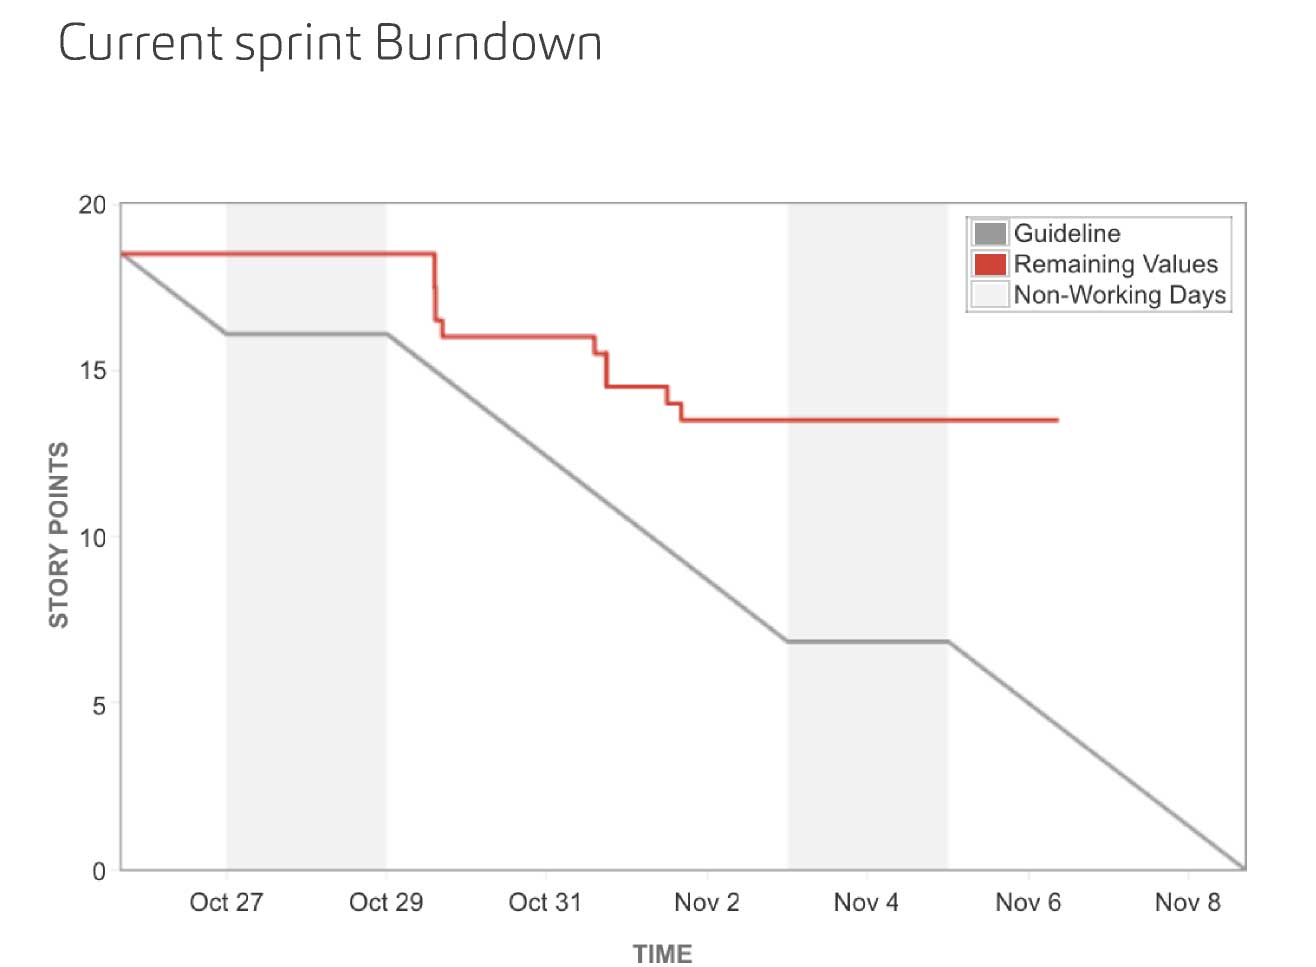 Current sprint Burndown
20
15
10
5
0
STORY POINTS
Guideline
Remaining Values
Non-Working Days
Oct 27 Oct 29 Oct 31 Nov 2 Nov 4 Nov 6 Nov 8
TIME